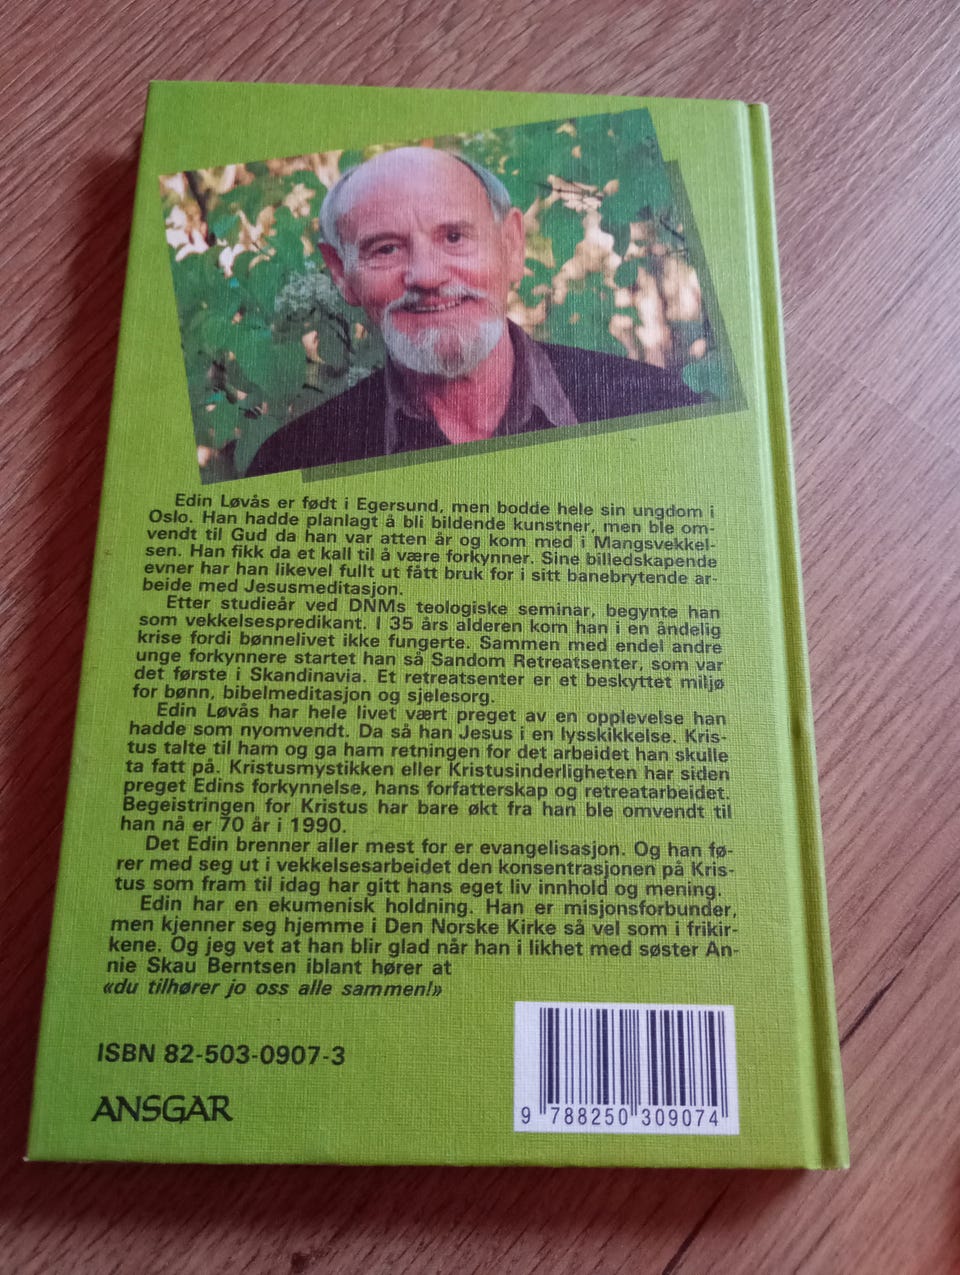 Edin Løvås er født i Egersund, men bodde hele sin ungdom i
Oslo. Han hadde planlagt å bli bildende kunstner, men ble om-
vendt til Gud da han var atten år og kom med i Mangsvekkel-
sen. Han fikk da et kall til å være forkynner. Sine billedskapende
evner har han likevel fullt ut fått bruk for i sitt banebrytende ar-
beide med Jesusmeditasjon.
Etter studieår ved DNMs teologiske seminar, begynte han
som vekkelsespredikant. I 35 års alderen kom han i en åndelig
krise fordi bønnelivet ikke fungerte. Sammen med endel andre
unge forkynnere startet han så Sandom Retreatsenter, som var
det første i Skandinavia. Et retreatsenter er et beskyttet miljø
for bønn, bibelmeditasjon og sjelesorg.
Edin Løvås har hele livet vært preget av en opplevelse han
hadde som nyomvendt. Da så han Jesus i en lysskikkelse. Kris-
tus talte til ham og ga ham retningen for det arbeidet han skulle
ta fatt på. Kristusmystikken eller Kristusinderligheten har siden
preget Edins forkynnelse, hans forfatterskap og retreatarbeidet.
Begeistringen for Kristus har bare økt fra han ble omvendt til
han nå er 70 år i 1990.
Det Edin brenner aller mest for er evangelisasjon. Og han fø-
rer med seg ut i vekkelsesarbeidet den konsentrasjonen på Kris-
tus som fram til idag har gitt hans eget liv innhold og mening.
Edin har en ekumenisk holdning. Han er misjonsforbunder,
men kjenner seg hjemme i Den Norske Kirke så vel som i frikir-
kene. Og jeg vet at han blir glad når han i likhet med søster An-
nie Skau Berntsen iblant hører at
«du tilhører jo oss alle sammen!»
ISBN 82-503-0907-3
ANSGAR
9 788250 309074